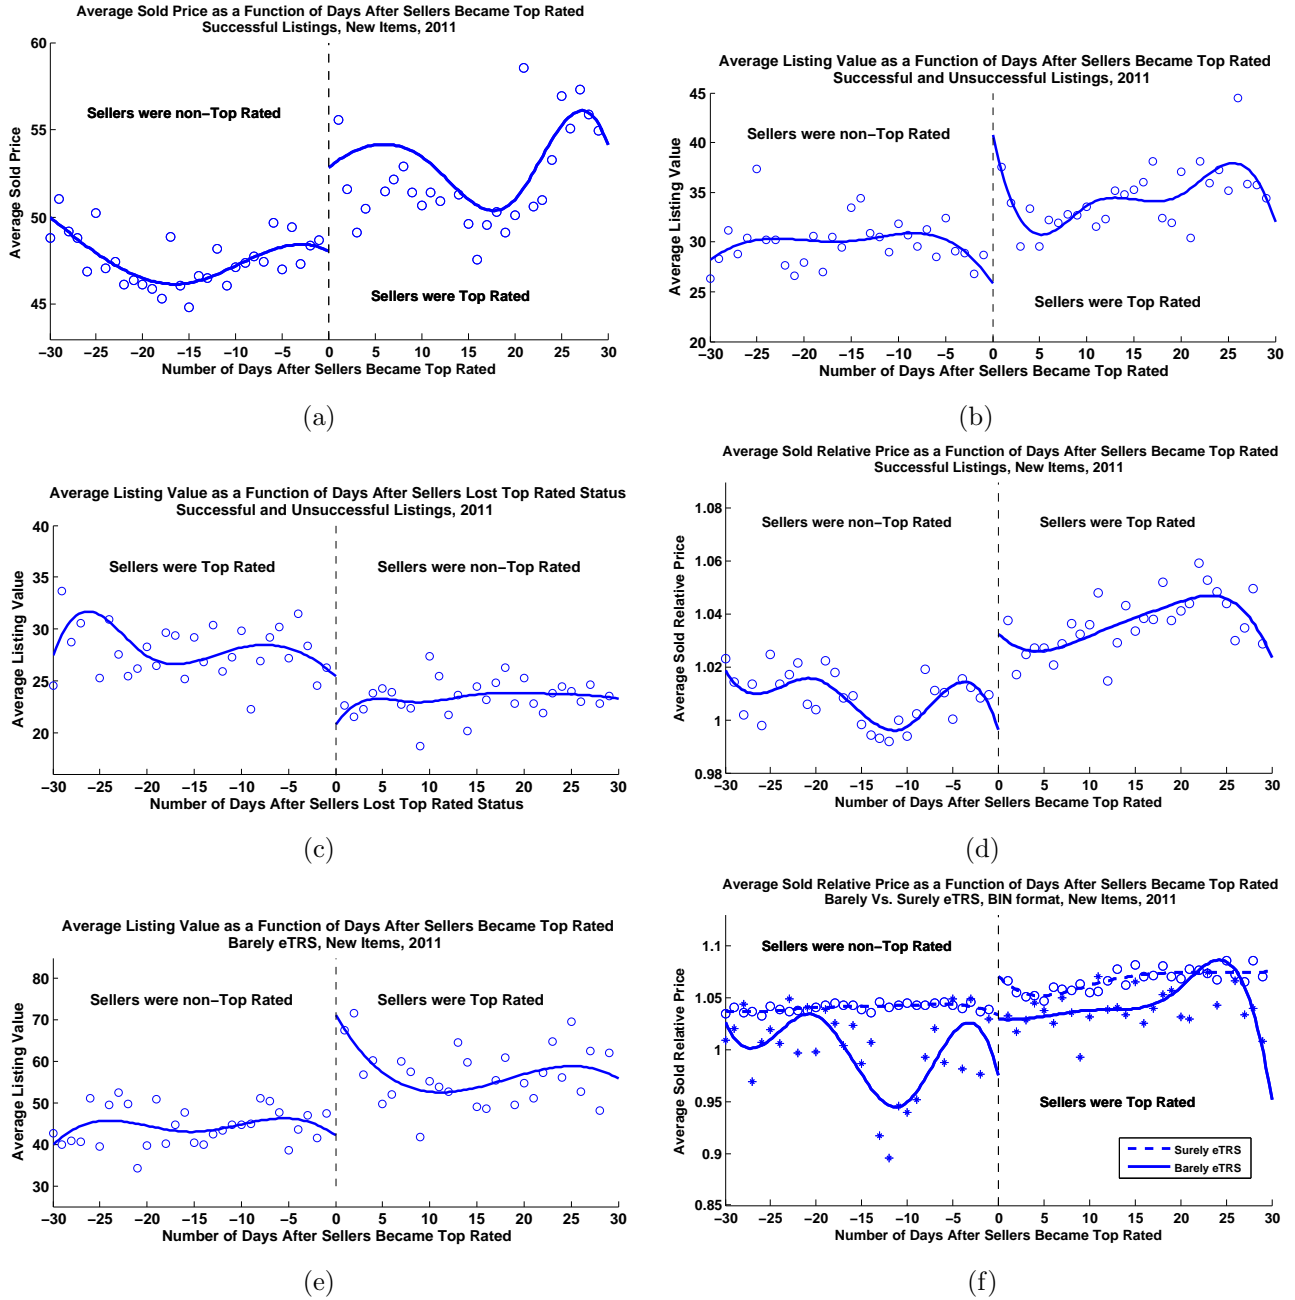 Average Sold Price as a Function of Days After Sellers Became Top Rated
Successful Listings, New Items, 2011
60
55
50
45
Average Sold Price
Sellers were non−Top Rated
Sellers were Top Rated
−30 −25 −20 −15 −10 −5 0 5 10 15 20 25 30
Number of Days After Sellers Became Top Rated
(a)
Average Listing Value as a Function of Days After Sellers Became Top Rated
Successful and Unsuccessful Listings, 2011
45
40
35
30
25
20
Average Listing Value
Sellers were non−Top Rated
Sellers were Top Rated
−30 −25 −20 −15 −10 −5 0 5 10 15 20 25 30
Number of Days After Sellers Became Top Rated
(b)
Average Listing Value as a Function of Days After Sellers Lost Top Rated Status
Successful and Unsuccessful Listings, 2011
40
35
30
25
20
Average Listing Value
Sellers were Top Rated
Sellers were non−Top Rated
−30 −25 −20 −15 −10 −5 0 5 10 15 20 25 30
Number of Days After Sellers Lost Top Rated Status
(c)
Average Sold Relative Price as a Function of Days After Sellers Became Top Rated
Successful Listings, New Items, 2011
1.08
1.06
1.04
1.02
1
0.98
Average Sold Relative Price
Sellers were non−Top Rated
Sellers were Top Rated
−30 −25 −20 −15 −10 −5 0 5 10 15 20 25 30
Number of Days After Sellers Became Top Rated
(d)
Average Listing Value as a Function of Days After Sellers Became Top Rated
Barely eTRS, New Items, 2011
80
70
60
50
40
30
Average Listing Value
Sellers were non−Top Rated
Sellers were Top Rated
−30 −25 −20 −15 −10 −5 0 5 10 15 20 25 30
Number of Days After Sellers Became Top Rated
(e)
Average Sold Relative Price as a Function of Days After Sellers Became Top Rated
Barely Vs. Surely eTRS, BIN format, New Items, 2011
1.1
1.05
1
0.95
0.9
0.85
Average Sold Relative Price
Sellers were non−Top Rated
Sellers were Top Rated
Surely eTRS
Barely eTRS
−30 −25 −20 −15 −10 −5 0 5 10 15 20 25 30
Number of Days After Sellers Became Top Rated
(f)